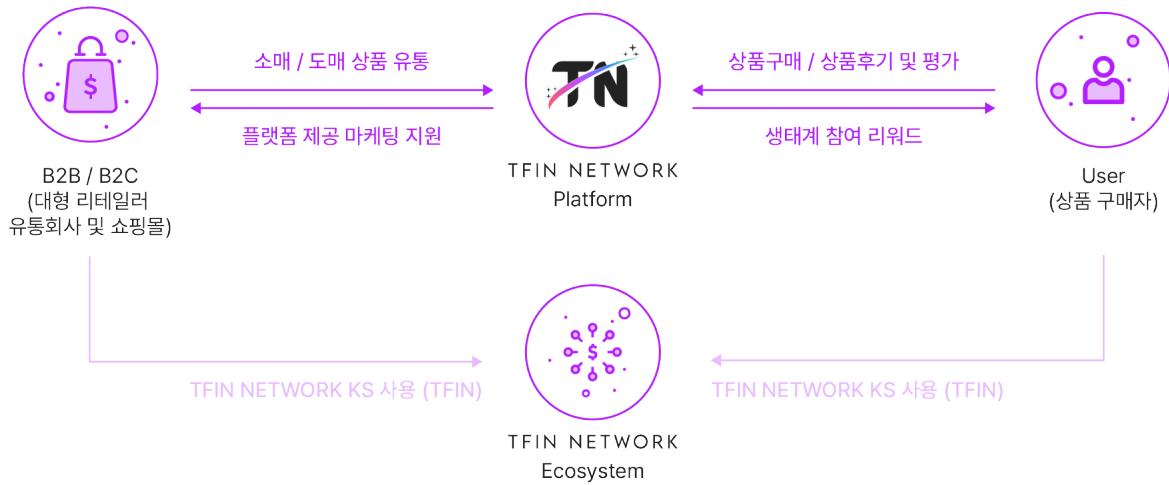 소매 / 도매 상품 유통
상품구매 / 상품후기 및 평가
$
TN
플랫폼 제공 마케팅 지원
생태계 참여 리워드
B2B / B2C
(대형 리테일러
유통회사 및 쇼핑몰)
TFIN NETWORK
Platform
User
(상품 구매자)
$
TFIN NETWORK KS 사용 (TFIN)
TFIN NETWORK KS 사용 (TFIN)
TFIN NETWORK
Ecosystem